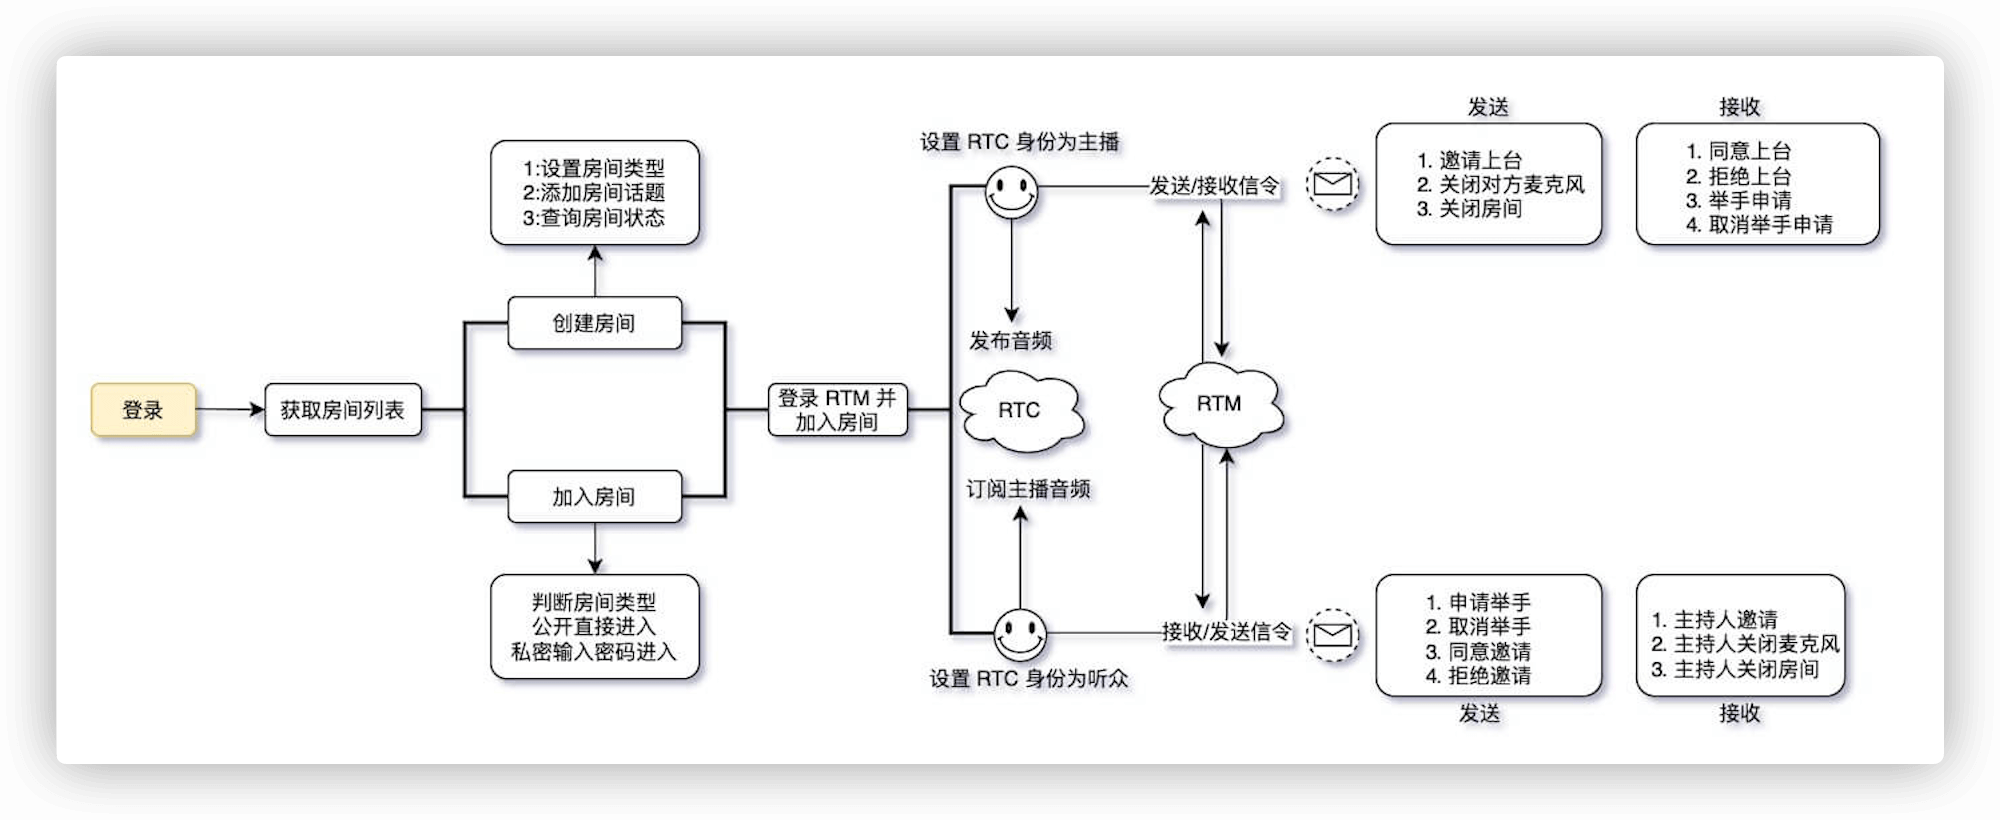 登录
获取房间列表
1:设置房间类型
2:添加房间话题
3:查询房间状态
创建房间
加入房间
判断房间类型
公开直接进入
私密输入密码进入
登录 RTM 并
加入房间
设置 RTC 身份为主播
发布音频
RTC
订阅主播音频
设置 RTC 身份为听众
发送/接收信令
RTM
接收/发送信令
发送
1. 邀请上台
2. 关闭对方麦克风
3. 关闭房间
接收
1. 同意上台
2. 拒绝上台
3. 举手申请
4. 取消举手申请
1. 申请举手
2. 取消举手
3. 同意邀请
4. 拒绝邀请
发送
1. 主持人邀请
2. 主持人关闭麦克风
3. 主持人关闭房间
接收